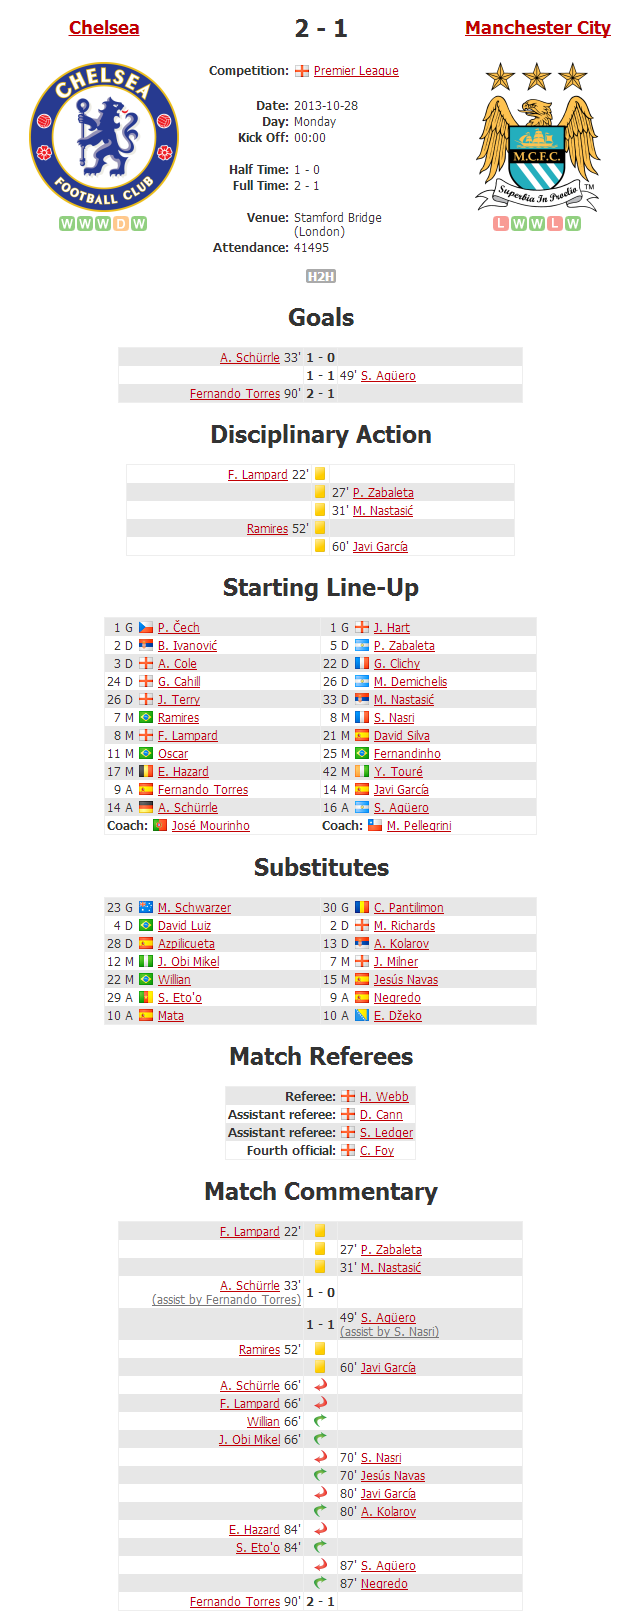 Chelsea 2 - 1 Manchester City
CHELSEA
FOOTBALL CLUB
M.C.F.C.
Superbia In Proelio
TM
Competition: Premier League
Date: 2013-10-28
Day: Monday
Kick Off: 00:00
Half Time: 1 - 0
Full Time: 2 - 1
Venue: Stamford Bridge
(London)
Attendance: 41495
W W W D W
L W W L W
H2H
Goals
A. Schürrle 33' 1 - 0
1 - 1 49' S. Agüero
Fernando Torres 90' 2 - 1
Disciplinary Action
F. Lampard 22'
27' P. Zabaleta
31' M. Nastasić
Ramires 52'
60' Javi García
Starting Line-Up
1 G P. Čech 1 G J. Hart
2 D B. Ivanović 5 D P. Zabaleta
3 D A. Cole 22 D G. Clichy
24 D G. Cahill 26 D M. Demichelis
26 D J. Terry 33 D M. Nastasić
7 M Ramires 8 M S. Nasri
8 M F. Lampard 21 M David Silva
11 M Oscar 25 M Fernandinho
17 M E. Hazard 42 M Y. Touré
9 A Fernando Torres 14 M Javi García
14 A A. Schürrle 16 A S. Agüero
Coach: José Mourinho Coach: M. Pellegrini
Substitutes
23 G M. Schwarzer 30 G C. Pantilimon
4 D David Luiz 2 D M. Richards
28 D Azpilicueta 13 D A. Kolarov
12 M J. Obi Mikel 7 M J. Milner
22 M Willian 15 M Jesús Navas
29 A S. Eto'o 9 A Negredo
10 A Mata 10 A E. Džeko
Match Referees
Referee: H. Webb
Assistant referee: D. Cann
Assistant referee: S. Ledger
Fourth official: C. Foy
Match Commentary
F. Lampard 22'
27' P. Zabaleta
31' M. Nastasić
A. Schürrle 33' 1 - 0
(assist by Fernando Torres)
1 - 1 49' S. Agüero
(assist by S. Nasri)
Ramires 52'
60' Javi García
A. Schürrle 66'
F. Lampard 66'
Willian 66'
J. Obi Mikel 66'
70' S. Nasri
70' Jesús Navas
80' Javi García
80' A. Kolarov
E. Hazard 84'
S. Eto'o 84'
87' S. Agüero
87' Negredo
Fernando Torres 90' 2 - 1